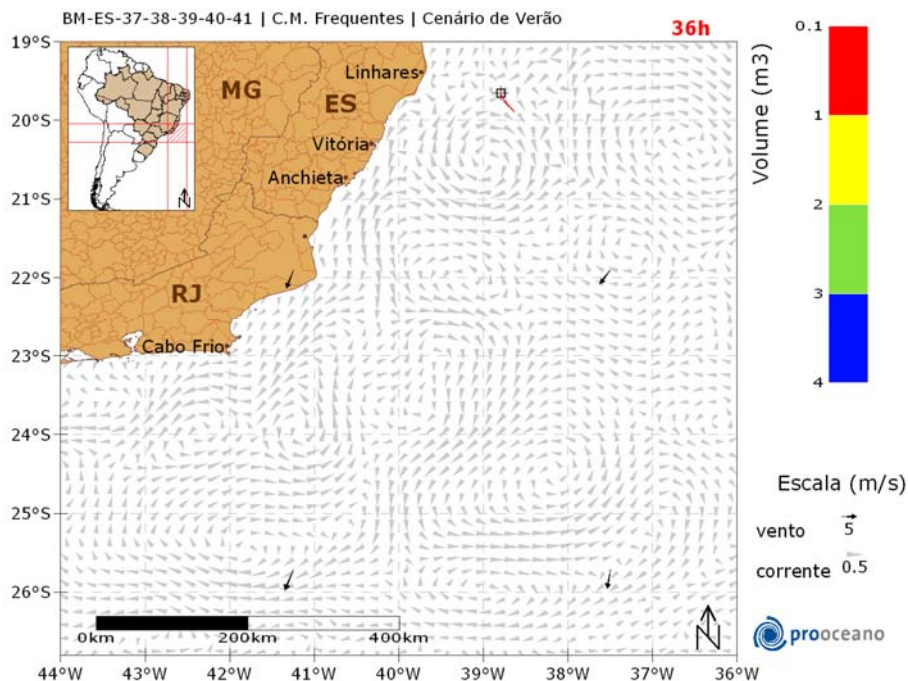 BM-ES-37-38-39-40-41 | C.M. Frequentes | Cenário de Verão
36h
19°S
20°S
21°S
22°S
23°S
24°S
25°S
26°S
MG
ES
RJ
Linhares
Vitória
Anchieta
Cabo Frio
N
0km
200km
400km
N
44°W
43°W
42°W
41°W
40°W
39°W
38°W
37°W
36°W
Volume (m3)
0.1
1
2
3
4
Escala (m/s)
vento 5
corrente 0.5
prooceano